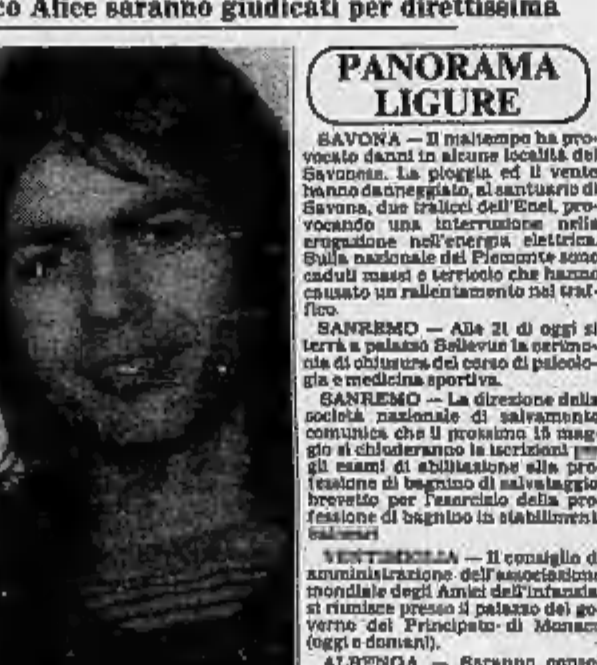 co Alice saranno giudicati per direttissima
PANORAMA
LIGURE
SAVONA — Il maltempo ha pro-
vocato danni in alcune località del
Savonese. La pioggia ed il vento
hanno danneggiato, al santuario di
Savona, due tralicci dell'Enel, pro-
vocando una interruzione nella
erogazione nell'energia elettrica.
Sulla nazionale del Piemonte sono
caduti massi e terriccio che hanno
causato un rallentamento nel traf-
fico.
SANREMO — Alle 21 di oggi si
terrà a palazzo Bellevue la cerimo-
nia di chiusura del corso di psicolo-
gia e medicina sportiva.
SANREMO — La direzione della
società nazionale di salvamento
comunica che il prossimo 15 mag-
gio si chiuderanno le iscrizioni
gli esami di abilitazione alla pro-
fessione di bagnino di salvataggio
brevetto per l'esercizio della pro-
fessione di bagnino in stabilimenti
balneari
VENTIMIGLIA — Il consiglio d
amministrazione dell'associazione
mondiale degli Amici dell'infanzia
si riunisce presso il palazzo del go-
verno del Principato di Monaco
(oggi e domani).
ALBENGA — Saranno conse